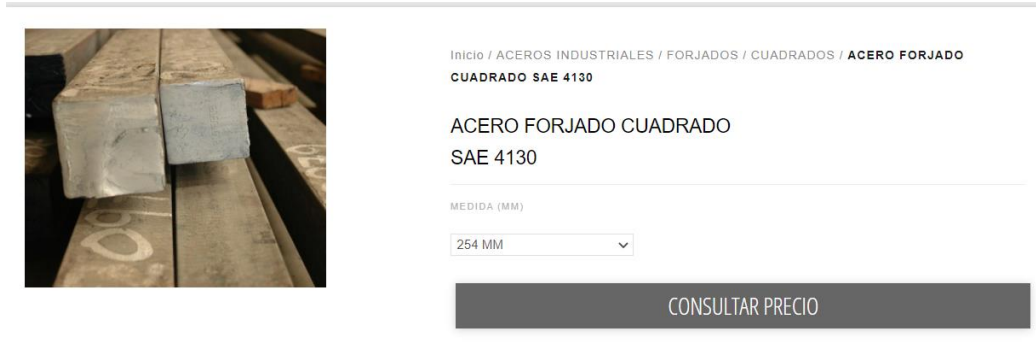 Inicio / ACEROS INDUSTRIALES / FORJADOS / CUADRADOS / ACERO FORJADO
CUADRADO SAE 4130
ACERO FORJADO CUADRADO
SAE 4130
MEDIDA (MM)
254 MM
CONSULTAR PRECIO